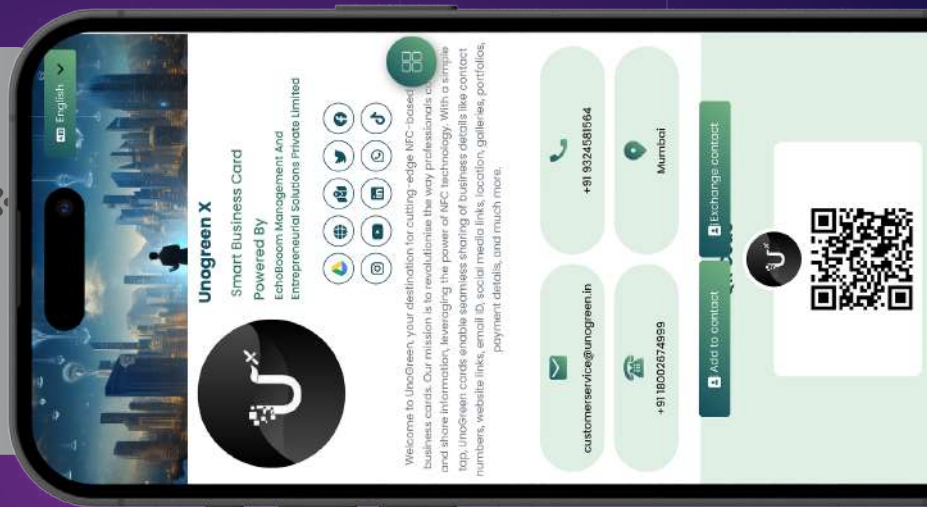 English
Unogreen X
Smart Business Card
Powered By
EchoBooom Management And
Entrepreneurial Solutions Private Limited
Welcome to UnoGreen, your destination for cutting-edge NFC-based
business cards. Our mission is to revolutionise the way professionals
and share information, leveraging the power of NFC technology. With a simple
tap, UnoGreen cards enable seamless sharing of business details like contact
numbers, website links, email ID, social media links, location, galleries, portfolios,
payment details, and much more.
customerservice@unogreen.in
+91 9324581564
+91 18002674999
Mumbai
Add to contact
Exchange contact